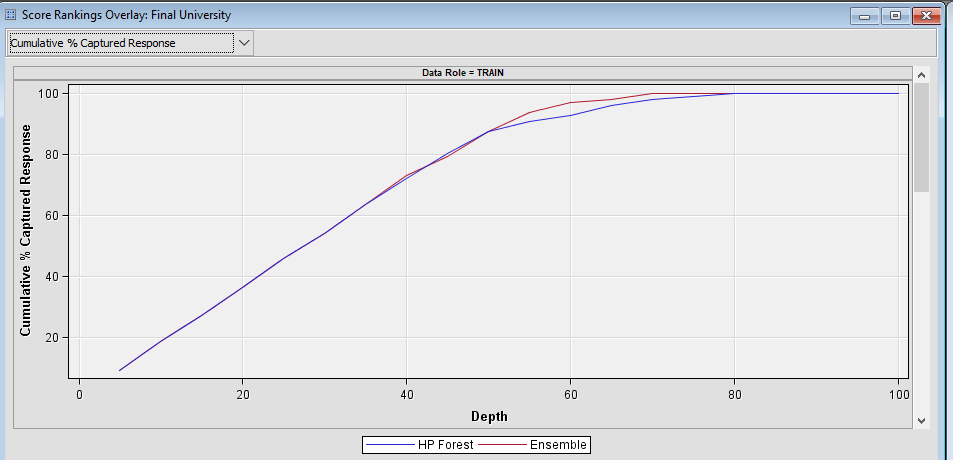 Score Rankings Overlay: Final University
Cumulative % Captured Response
Data Role = TRAIN
Cumulative % Captured Response
100
80
60
40
20
0 20 40 60 80 100
Depth
HP Forest Ensemble